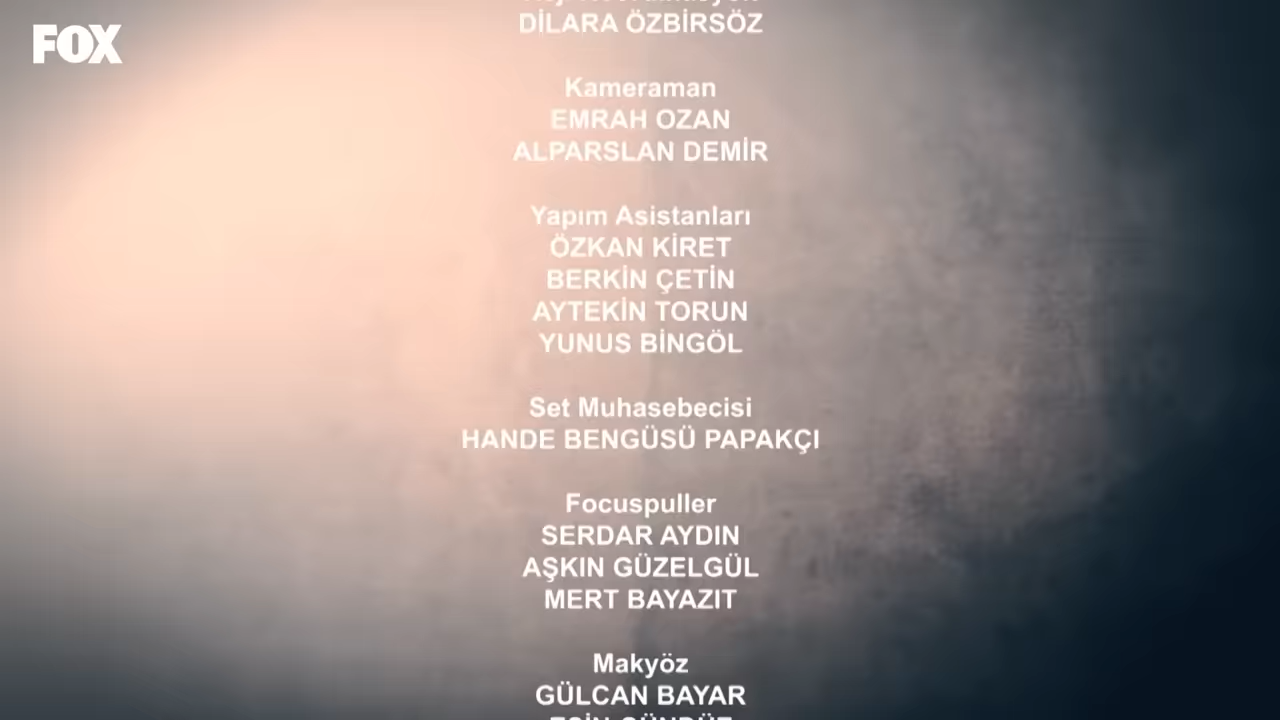 FOX
DİLARA ÖZBİRSÖZ
Kameraman
EMRAH OZAN
ALPARSLAN DEMİR
Yapım Asistanları
ÖZKAN KİRET
BERKİN ÇETİN
AYTEKİN TORUN
YUNUS BİNGÖL
Set Muhasebecisi
HANDE BENGÜSÜ PAPAKÇI
Focuspuller
SERDAR AYDIN
AŞKIN GÜZELGÜL
MERT BAYAZIT
Makyöz
GÜLCAN BAYAR